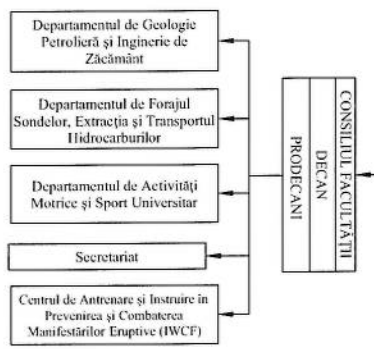 Departamentul de Geologie
Petrolieră și Inginerie de
Zăcământ
Departamentul de Forajul
Sondelor, Extracția și Transportul
Hidrocarburilor
Departamentul de Activități
Motrice și Sport Universitar
Secretariat
Centrul de Antrenare și Instruire în
Prevenirea și Combaterea
Manifestărilor Eruptive (IWCF)
CONSILIUL FACULTĂȚII
DECAN
PRODECANI